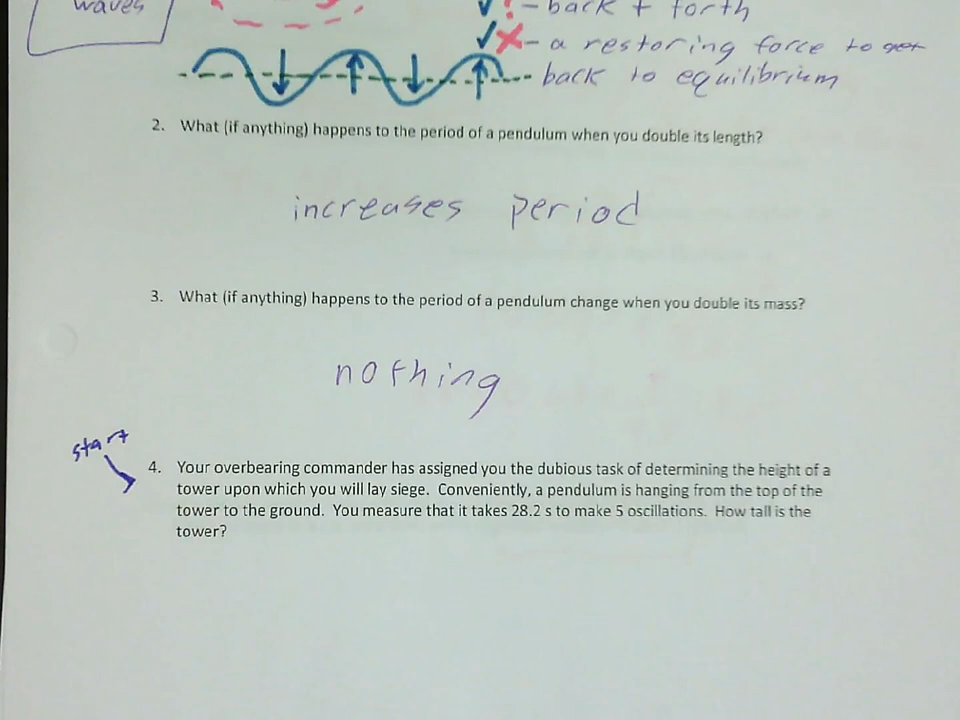 waves
- back + forth
- a restoring force to get
back to equilibrium
2. What (if anything) happens to the period of a pendulum when you double its length?
increases period
3. What (if anything) happens to the period of a pendulum change when you double its mass?
nothing
start
4. Your overbearing commander has assigned you the dubious task of determining the height of a
tower upon which you will lay siege. Conveniently, a pendulum is hanging from the top of the
tower to the ground. You measure that it takes 28.2 s to make 5 oscillations. How tall is the
tower?